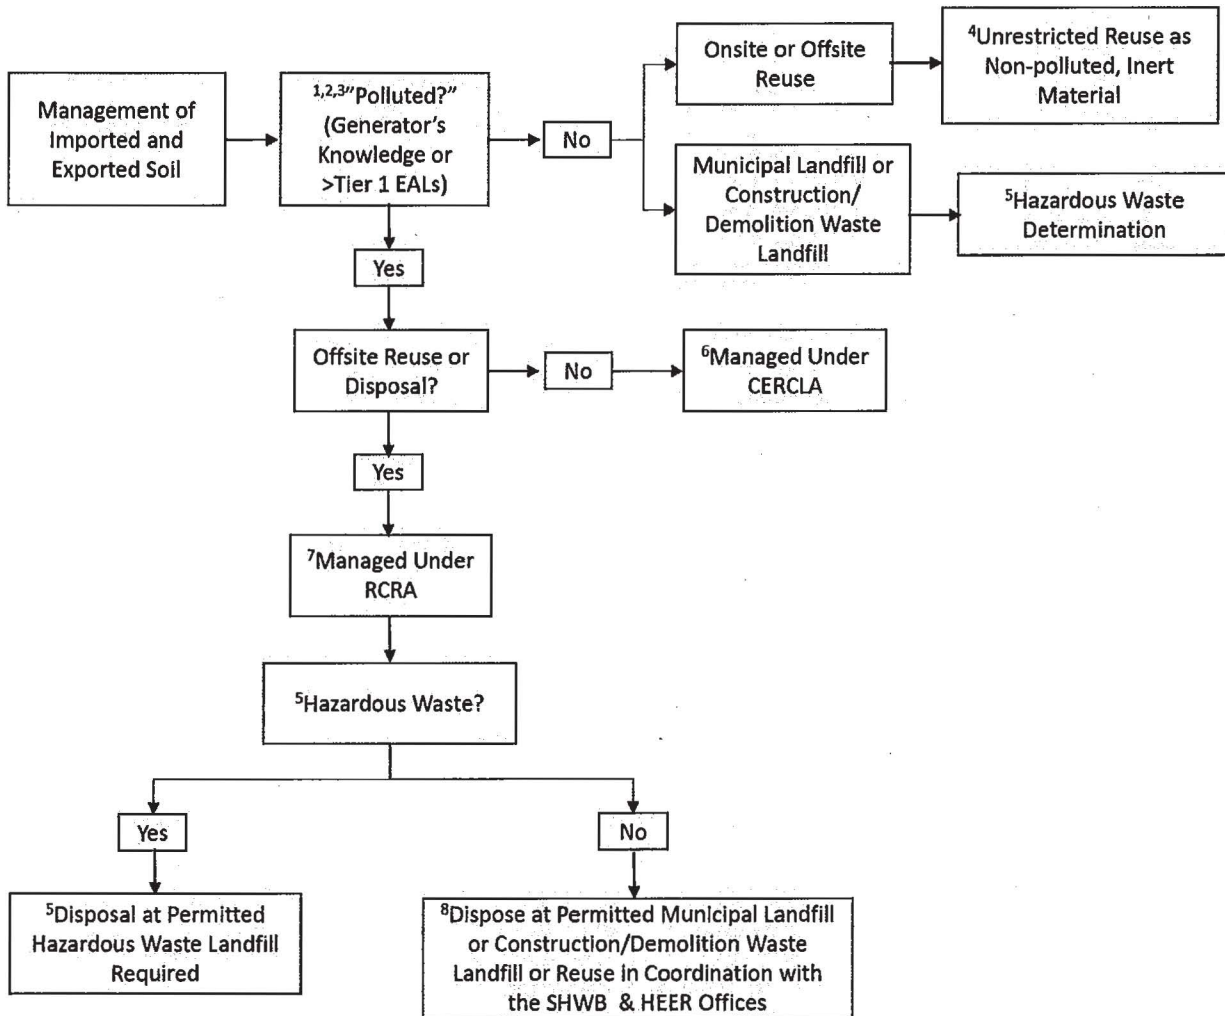 Management of
Imported and
Exported Soil
1,2,3"Polluted?"
(Generator's
Knowledge or
>Tier 1 EALs)
No
Onsite or Offsite
Reuse
4Unrestricted Reuse as
Non-polluted, Inert
Material
Municipal Landfill or
Construction/
Demolition Waste
Landfill
5Hazardous Waste
Determination
Yes
Offsite Reuse or
Disposal?
No
6Managed Under
CERCLA
Yes
7Managed Under
RCRA
5Hazardous Waste?
Yes
No
5Disposal at Permitted
Hazardous Waste Landfill
Required
8Dispose at Permitted Municipal Landfill
or Construction/Demolition Waste
Landfill or Reuse in Coordination with
the SHWB & HEER Offices